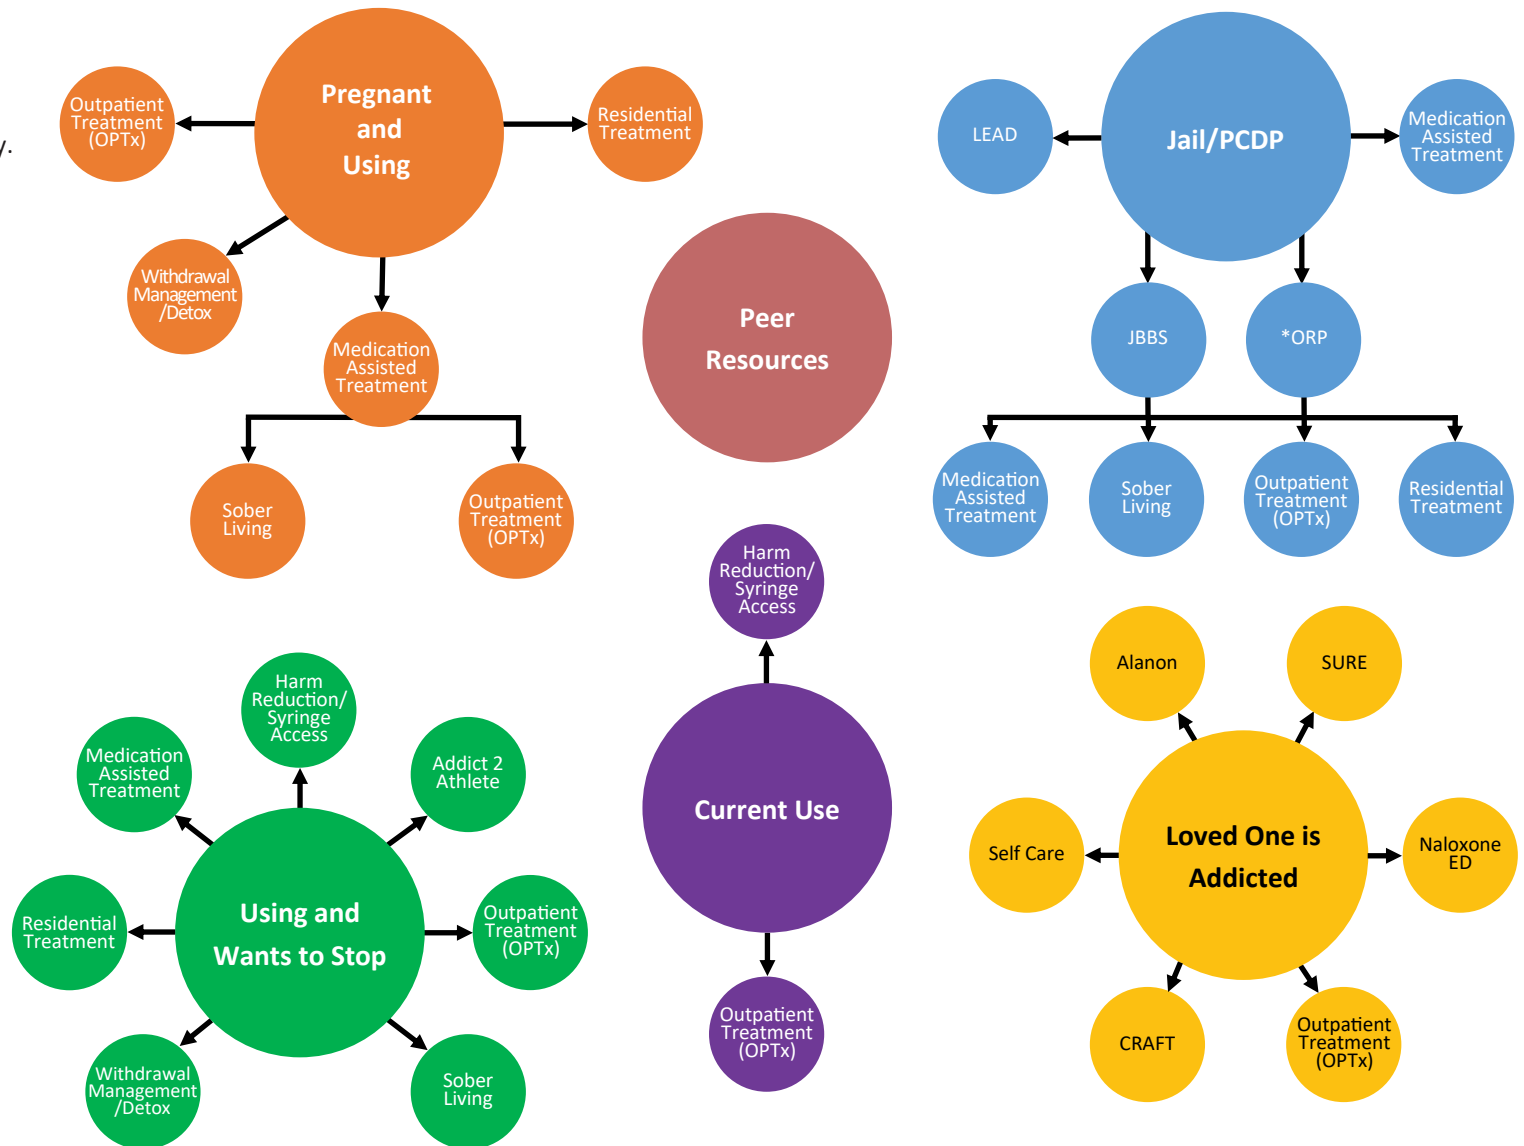 y.
Pregnant
and
Using
Outpatient
Treatment
(OPTx)
Residential
Treatment
Withdrawal
Management
/Detox
Medication
Assisted
Treatment
Sober
Living
Outpatient
Treatment
(OPTx)
Jail/PCDP
LEAD
Medication
Assisted
Treatment
JBBS
*ORP
Medication
Assisted
Treatment
Sober
Living
Outpatient
Treatment
(OPTx)
Residential
Treatment
Peer
Resources
Harm
Reduction/
Syringe
Access
Current Use
Outpatient
Treatment
(OPTx)
Harm
Reduction/
Syringe
Access
Medication
Assisted
Treatment
Addict 2
Athlete
Residential
Treatment
Using and
Wants to Stop
Outpatient
Treatment
(OPTx)
Withdrawal
Management
/Detox
Sober
Living
Alanon
SURE
Self Care
Loved One is
Addicted
Naloxone
ED
CRAFT
Outpatient
Treatment
(OPTx)